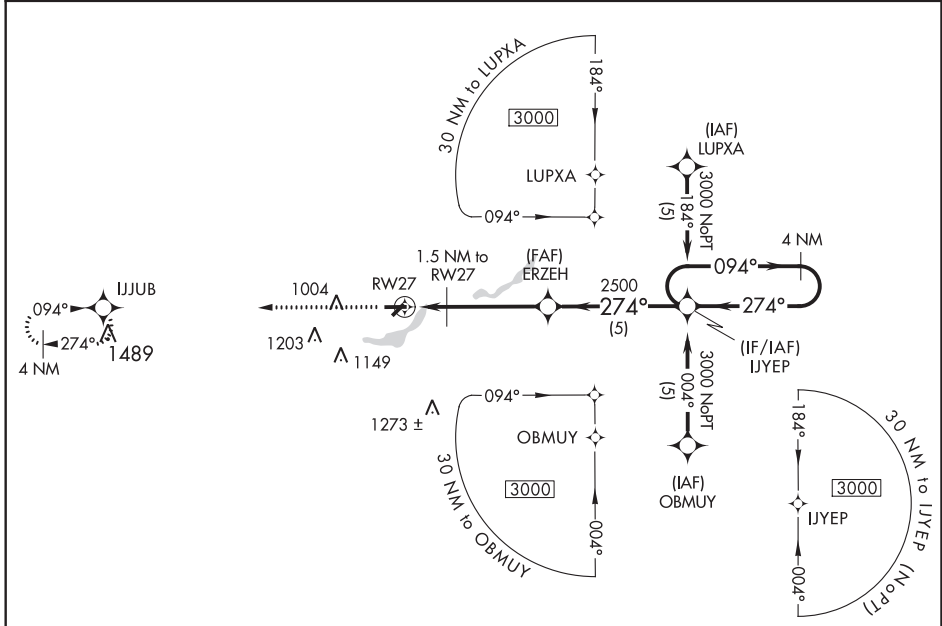 30 NM to LUPXA
184°
3000
LUPXA
094°
(IAF)
LUPXA
3000 NoPT
184°
(5)
4 NM
094°
1.5 NM to
RW27
(FAF)
ERZEH
RW27
1004
2500
274°
(5)
274°
IJJUB
094°
274°
4 NM
1489
1203
1149
(IF/IAF)
IJYEP
3000 NoPT
004°
(5)
094°
1273 ±
OBMUY
3000
004°
30 NM to OBMUY
(IAF)
OBMUY
184°
3000
IJYEP
004°
30 NM to IJYEP (NoPT)